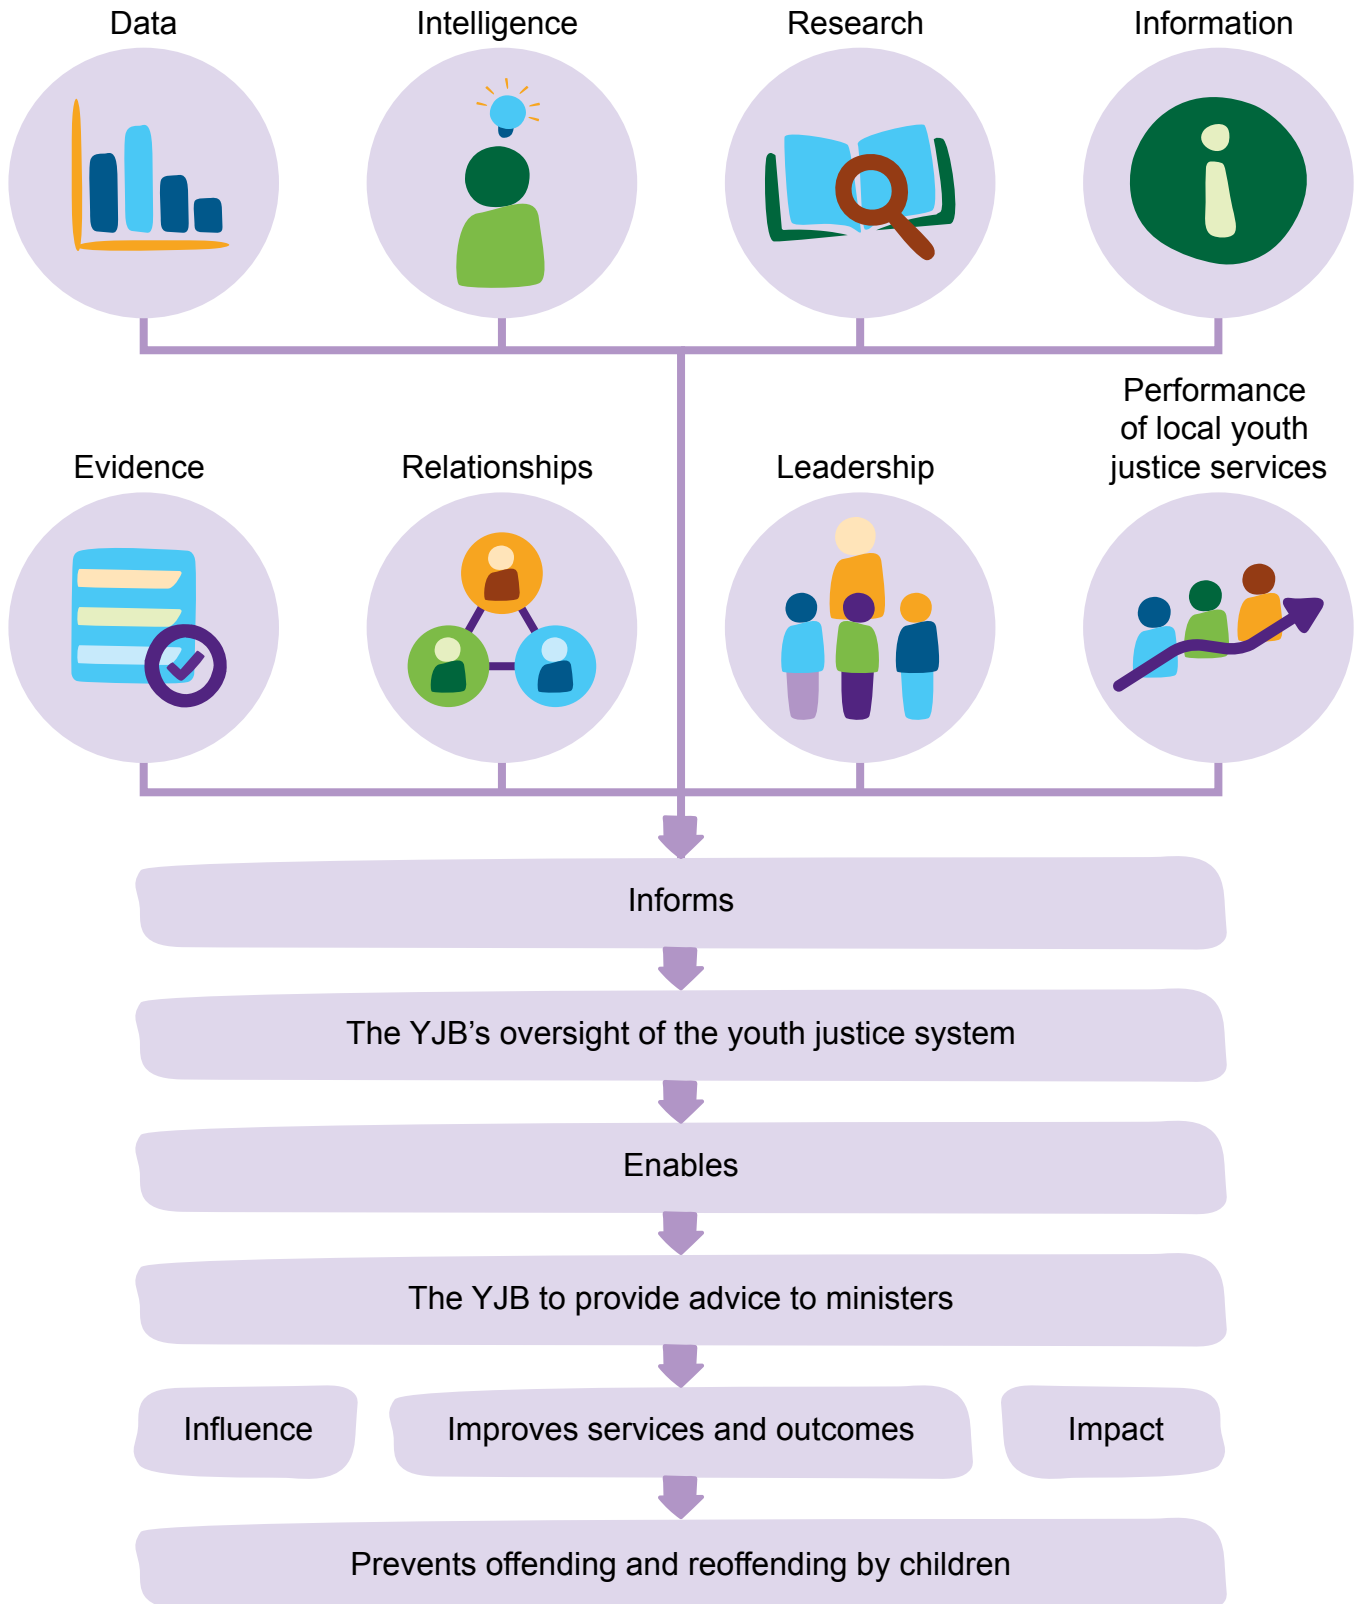 Data
Intelligence
Research
Information
Evidence
Relationships
Leadership
Performance
of local youth
justice services
Informs
The YJB’s oversight of the youth justice system
Enables
The YJB to provide advice to ministers
Influence
Improves services and outcomes
Impact
Prevents offending and reoffending by children